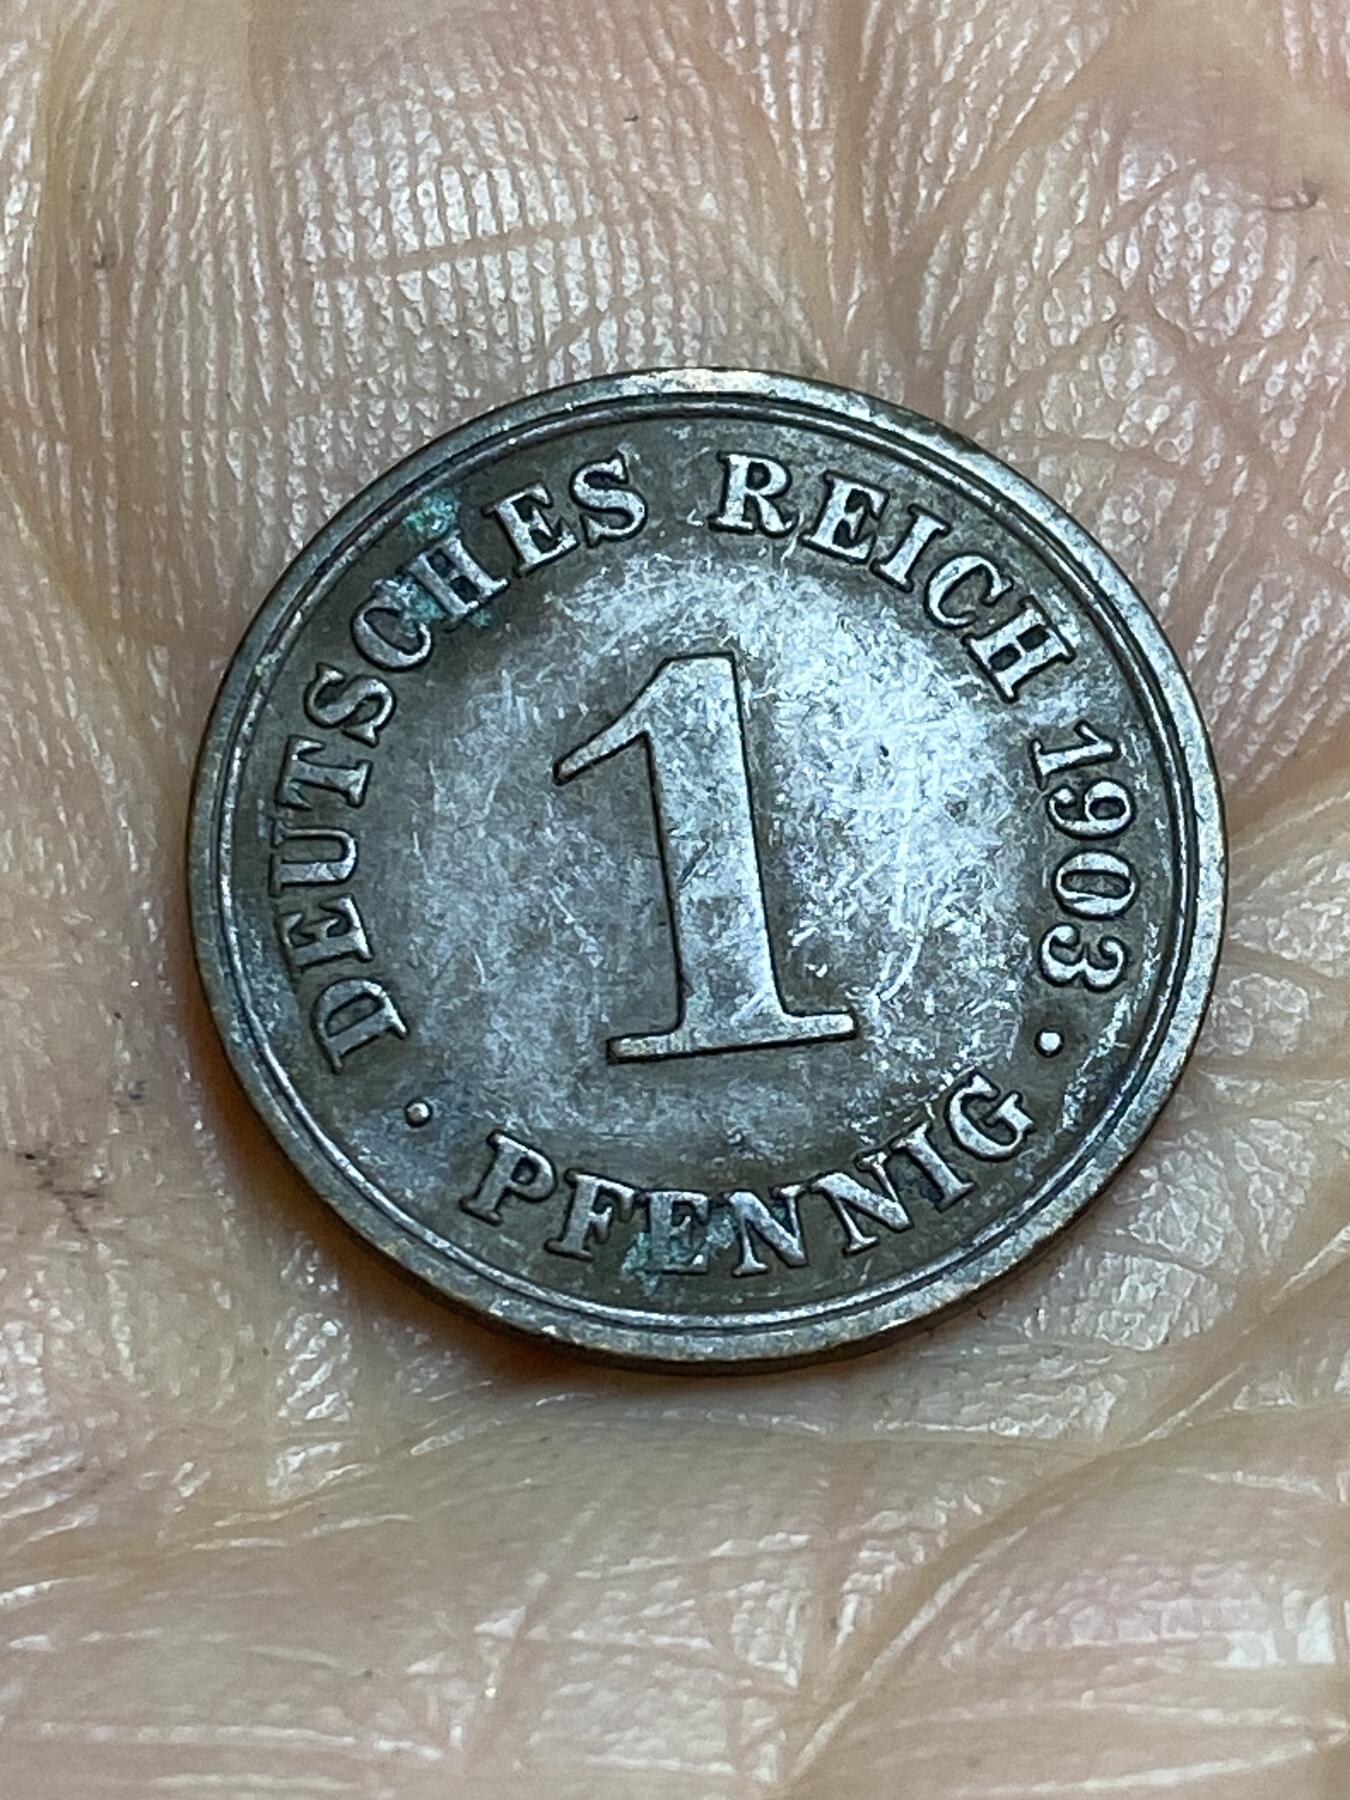 DEUTSCHES REICH 1903
1
· PFENNIG ·